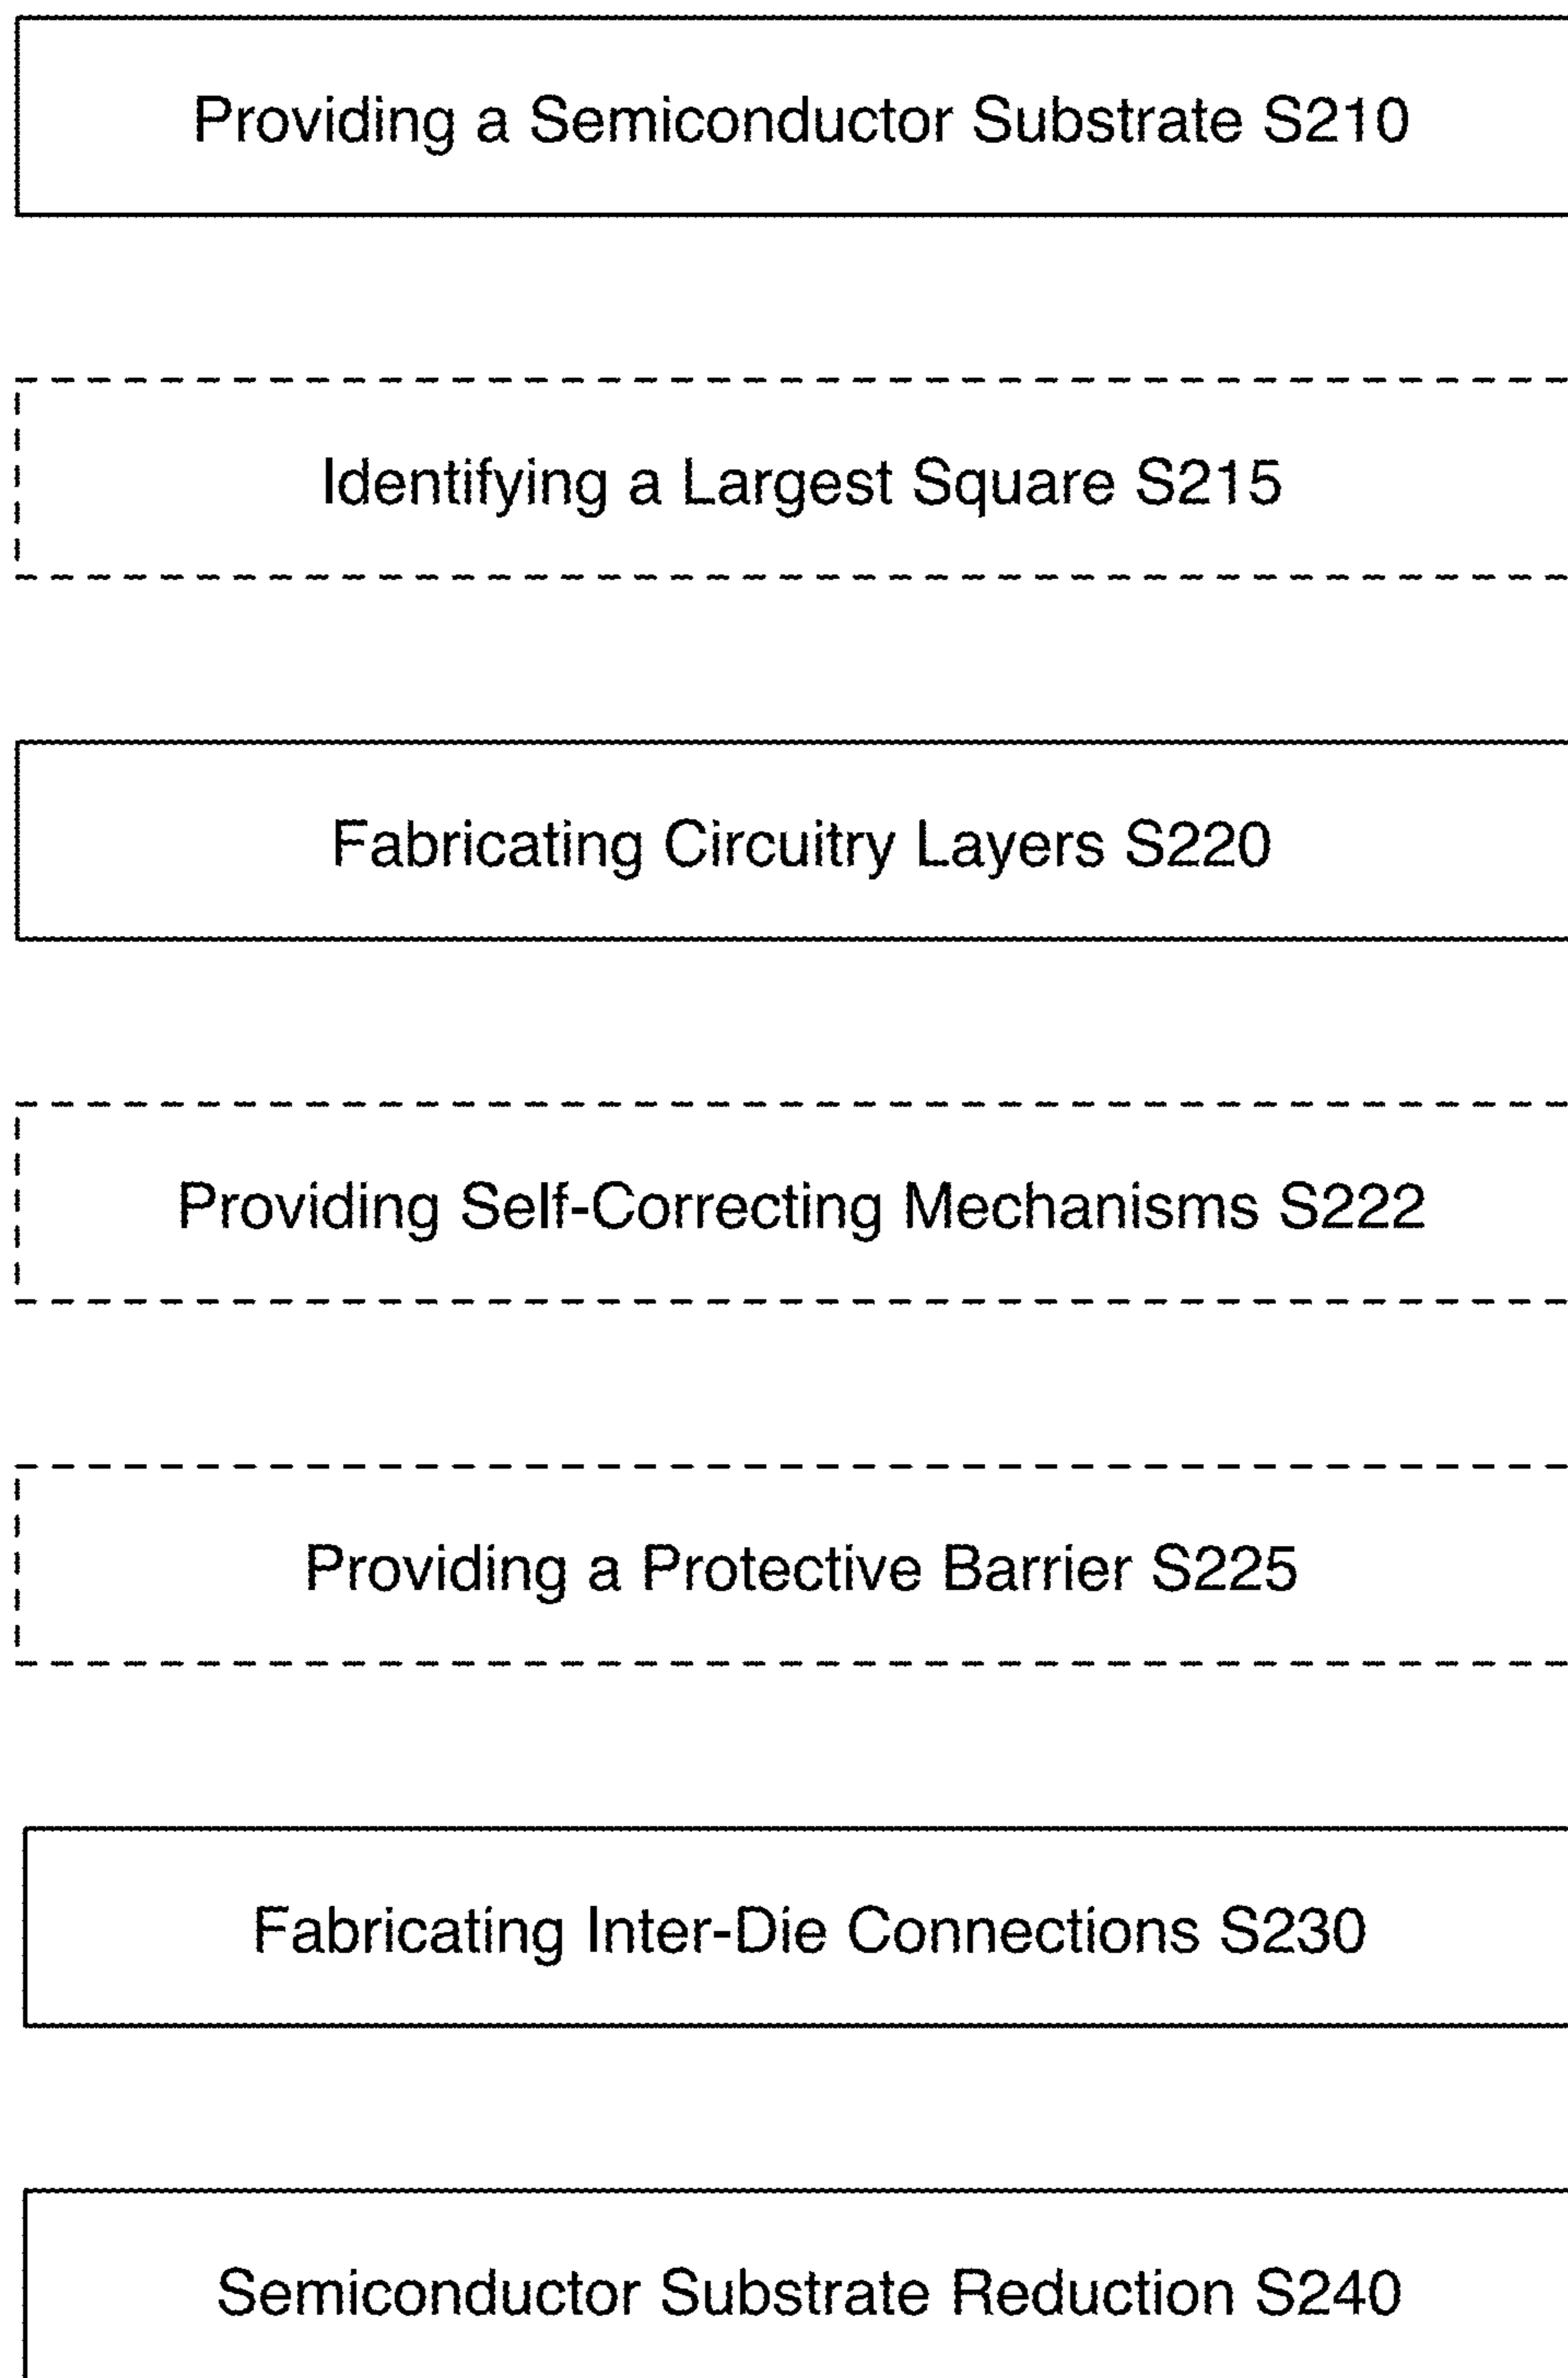 Providing a Semiconductor Substrate S210
Identifying a Largest Square S215
Fabricating Circuitry Layers S220
Providing Self-Correcting Mechanisms S222
Providing a Protective Barrier S225
Fabricating Inter-Die Connections S230
Semiconductor Substrate Reduction S240